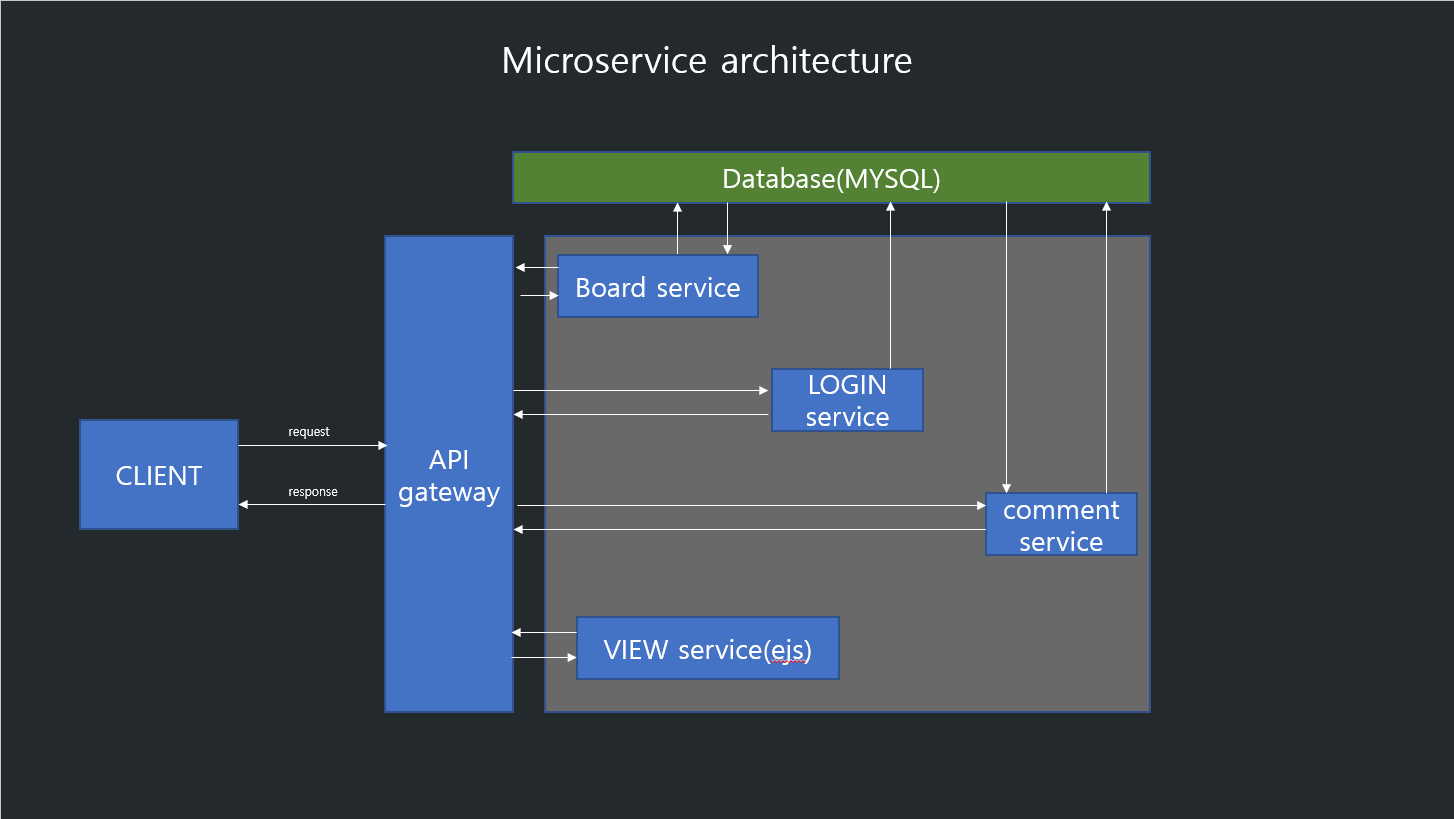 Microservice architecture
Database(MYSQL)
Board service
LOGIN
service
request
CLIENT
API
gateway
response
comment
service
VIEW service(ejs)